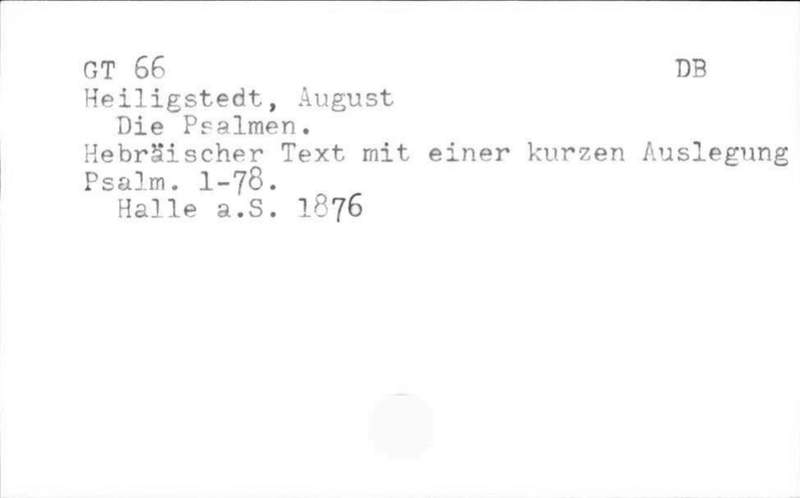 GT 66 DB
Heiligstedt, August
Die Psalmen.
Hebräischer Text mit einer kurzen Auslegung
Psalm. 1-78.
Halle a.S. 1876